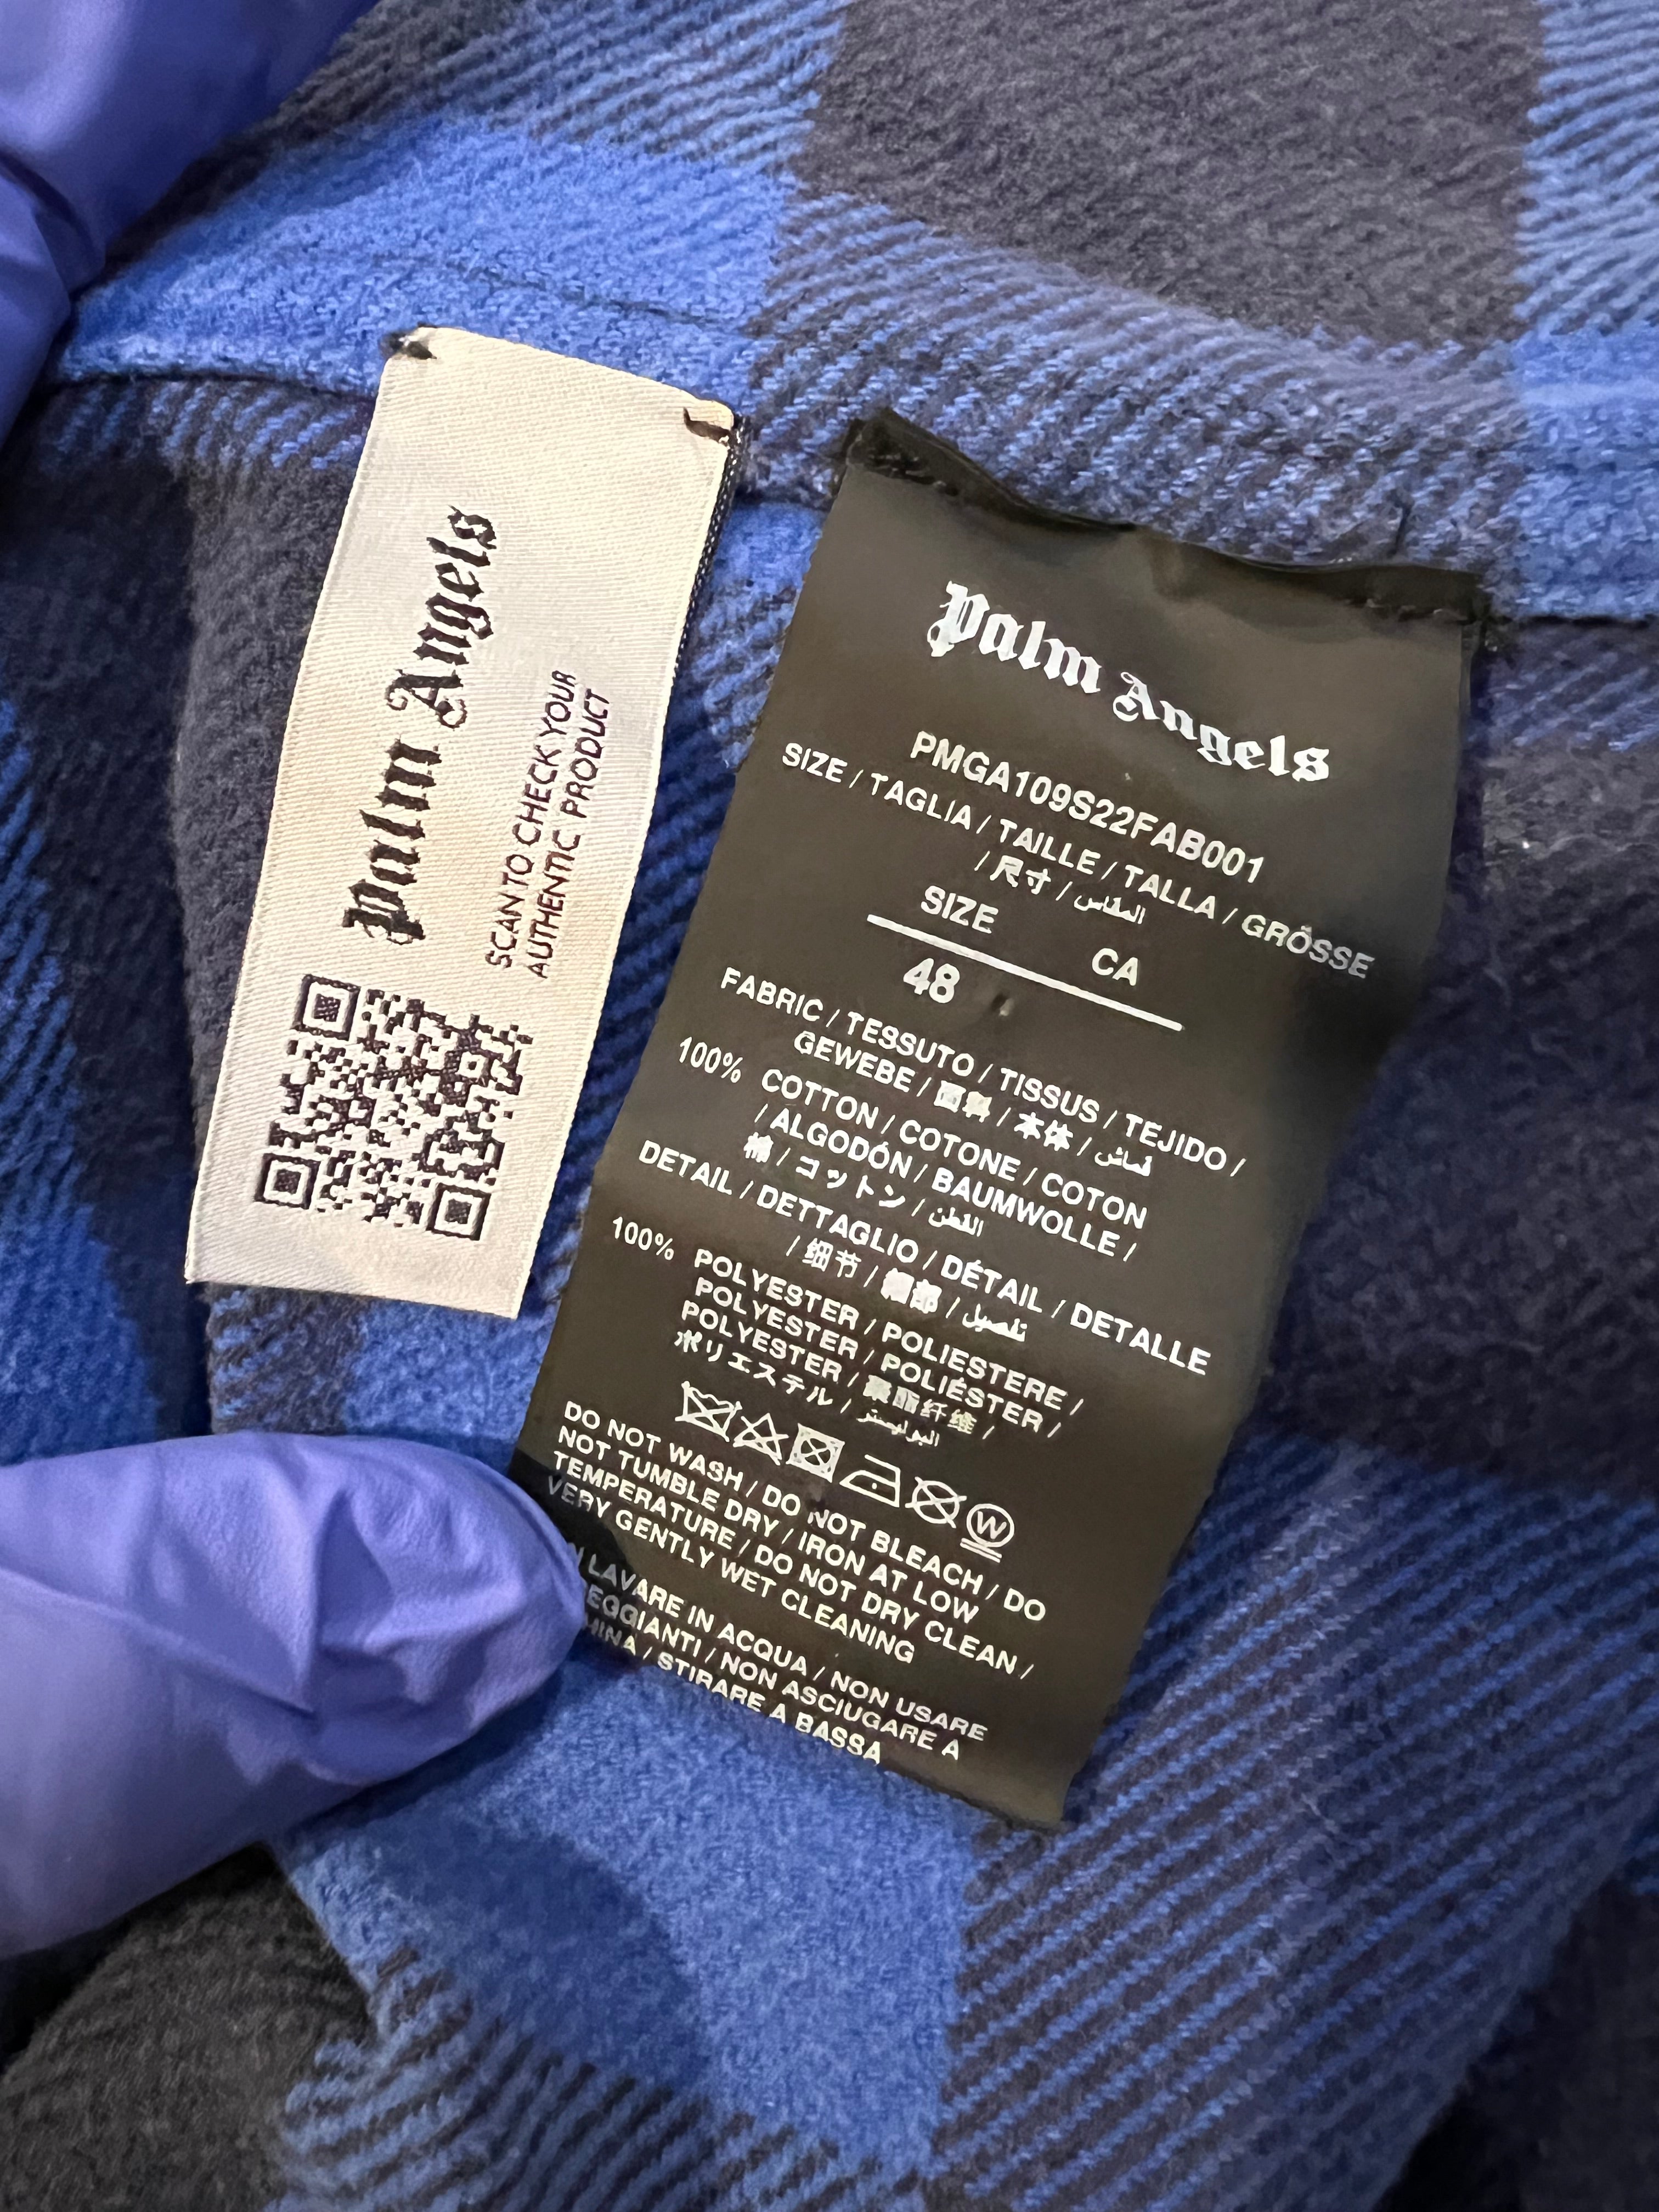 Palm Angels
SCAN TO CHECK YOUR
AUTHENTIC PRODUCT
Palm Angels
PMGA109S22FAB001
SIZE / TAGLIA / TAILLE / TALLA / GRÖSSE
/ 尺寸 / المقاس
SIZE CA
48
FABRIC / TESSUTO / TISSUS / TEJIDO /
GEWEBE / 面料 / 本体 / قماش
100% COTTON / COTONE / COTON
/ ALGODÓN / BAUMWOLLE /
棉 / コットン / القطن
DETAIL / DETTAGLIO / DÉTAIL / DETALLE
/ 细节 / 細部 / تفصيل
100% POLYESTER / POLIESTERE /
POLYESTER / POLIÉSTER /
POLYESTER / 聚酯纤维 /
ポリエステル / البوليستر
W
DO NOT WASH / DO NOT BLEACH / DO
NOT TUMBLE DRY / IRON AT LOW
TEMPERATURE / DO NOT DRY CLEAN /
VERY GENTLY WET CLEANING
LAVARE IN ACQUA / NON USARE
EGGIANTI / NON ASCIUGARE A
HINA / STIRARE A BASSA